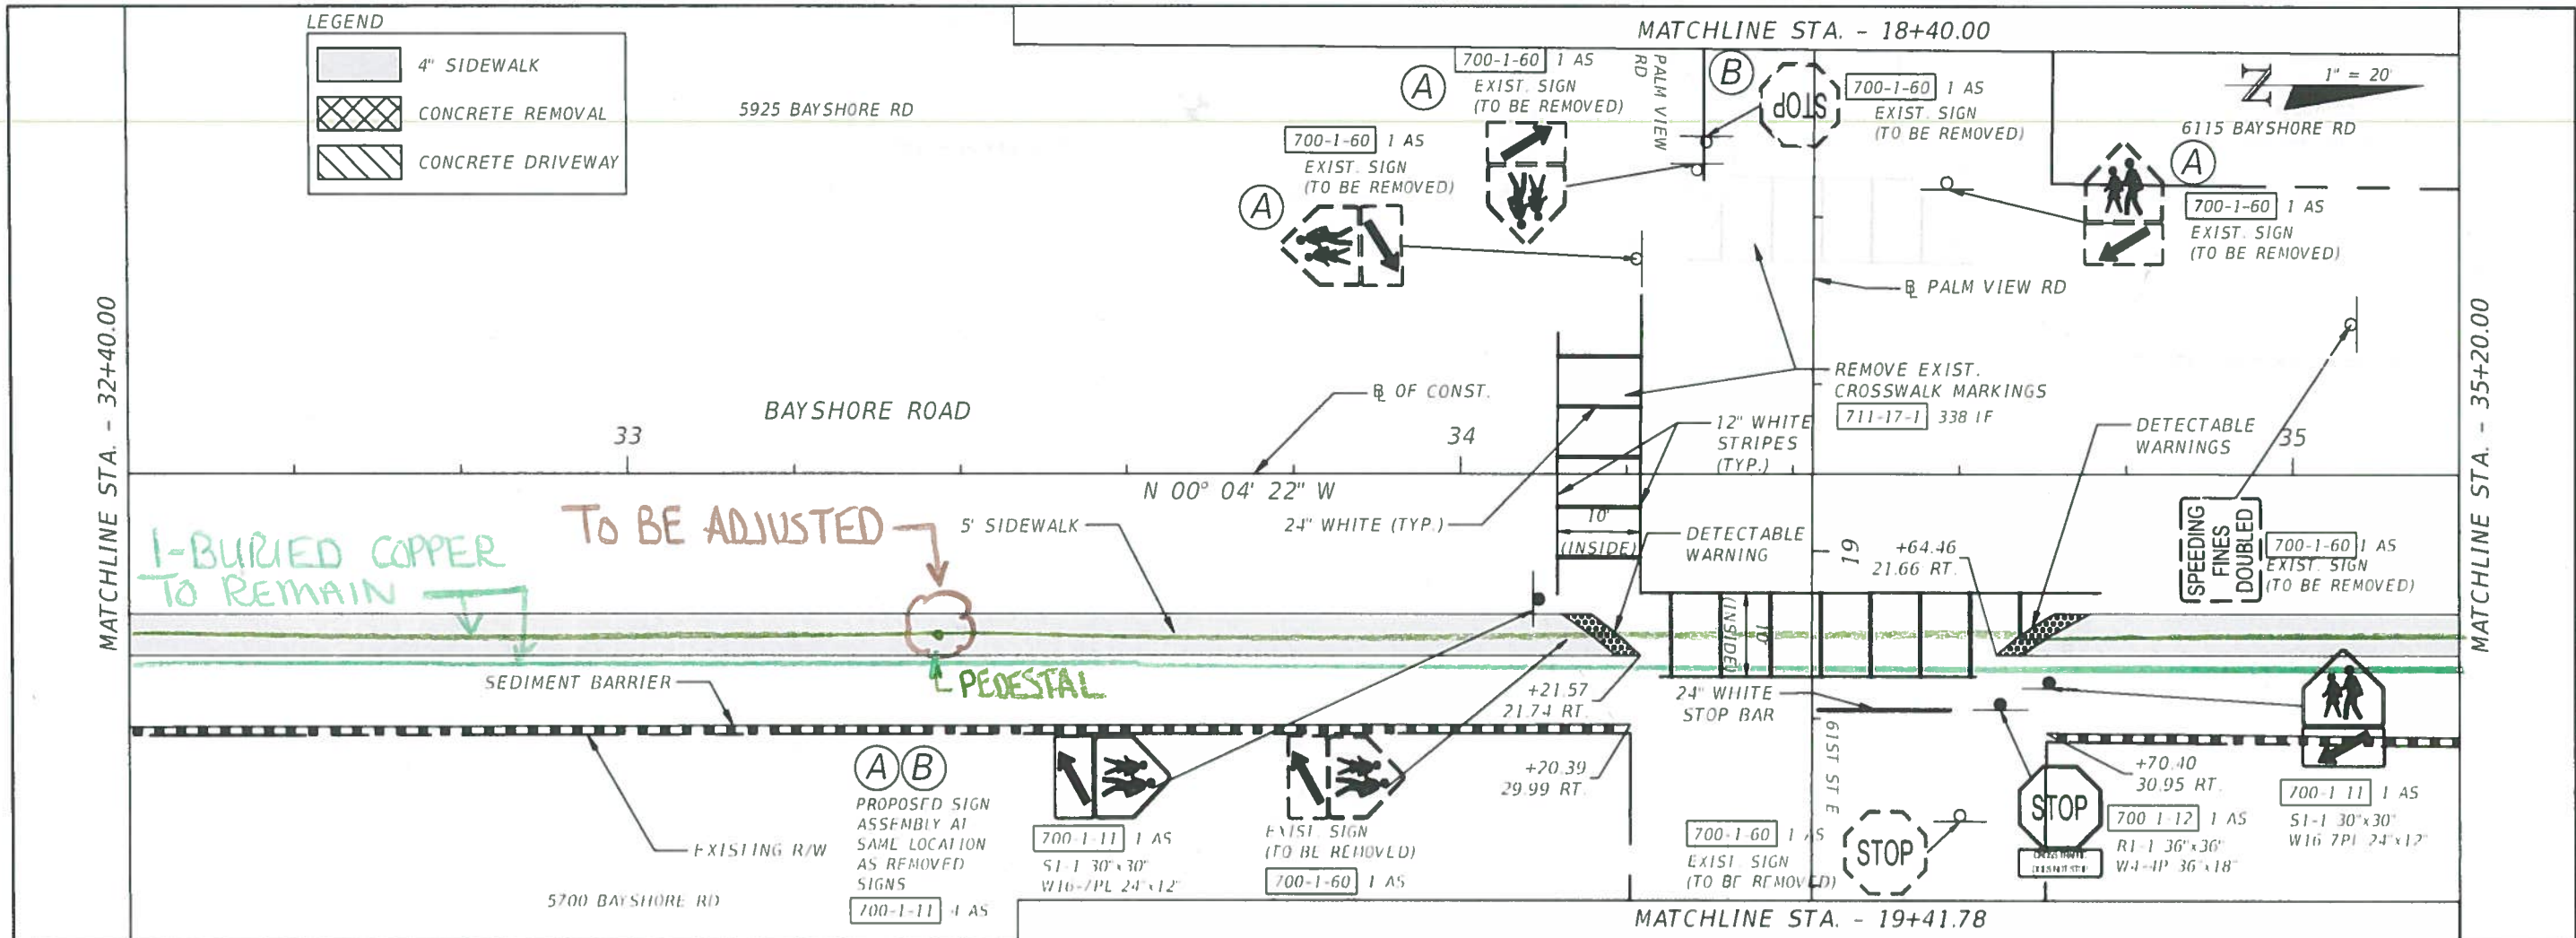 LEGEND
4" SIDEWALK
CONCRETE REMOVAL
CONCRETE DRIVEWAY
MATCHLINE STA. - 18+40.00
5925 BAYSHORE RD
A
700-1-60 1 AS
EXIST. SIGN
(TO BE REMOVED)
A
700-1-60 1 AS
EXIST. SIGN
(TO BE REMOVED)
PALM VIEW
RD
B
STOP
700-1-60 1 AS
EXIST. SIGN
(TO BE REMOVED)
N
1" = 20'
6115 BAYSHORE RD
A
700-1-60 1 AS
EXIST. SIGN
(TO BE REMOVED)
MATCHLINE STA. - 32+40.00
MATCHLINE STA. - 35+20.00
BAYSHORE ROAD
33
34
35
℄ OF CONST.
℄ PALM VIEW RD
REMOVE EXIST.
CROSSWALK MARKINGS
711-17-1 338 LF
12" WHITE
STRIPES
(TYP.)
DETECTABLE
WARNINGS
N 00° 04' 22" W
24" WHITE (TYP.)
10'
(INSIDE)
DETECTABLE
WARNING
19
+64.46
21.66 RT.
SPEEDING
FINES
DOUBLED
700-1-60 1 AS
EXIST. SIGN
(TO BE REMOVED)
1-BURIED COPPER
TO REMAIN
TO BE ADJUSTED
5' SIDEWALK
PEDESTAL
SEDIMENT BARRIER
10'
(INSIDE)
+21.57
21.74 RT.
24" WHITE
STOP BAR
61ST ST E
+20.39
29.99 RT.
+70.40
30.95 RT.
EXISTING R/W
5700 BAYSHORE RD
A B
PROPOSED SIGN
ASSEMBLY AT
SAME LOCATION
AS REMOVED
SIGNS
700-1-11 4 AS
700-1-11 1 AS
S1-1 30"x30"
W16-7PL 24"x12"
EXIST. SIGN
(TO BE REMOVED)
700-1-60 1 AS
700-1-60 1 AS
EXIST. SIGN
(TO BE REMOVED)
STOP
STOP
700-1-12 1 AS
R1-1 36"x36"
W4-4P 36"x18"
700-1-11 1 AS
S1-1 30"x30"
W16-7PL 24"x12"
MATCHLINE STA. - 19+41.78